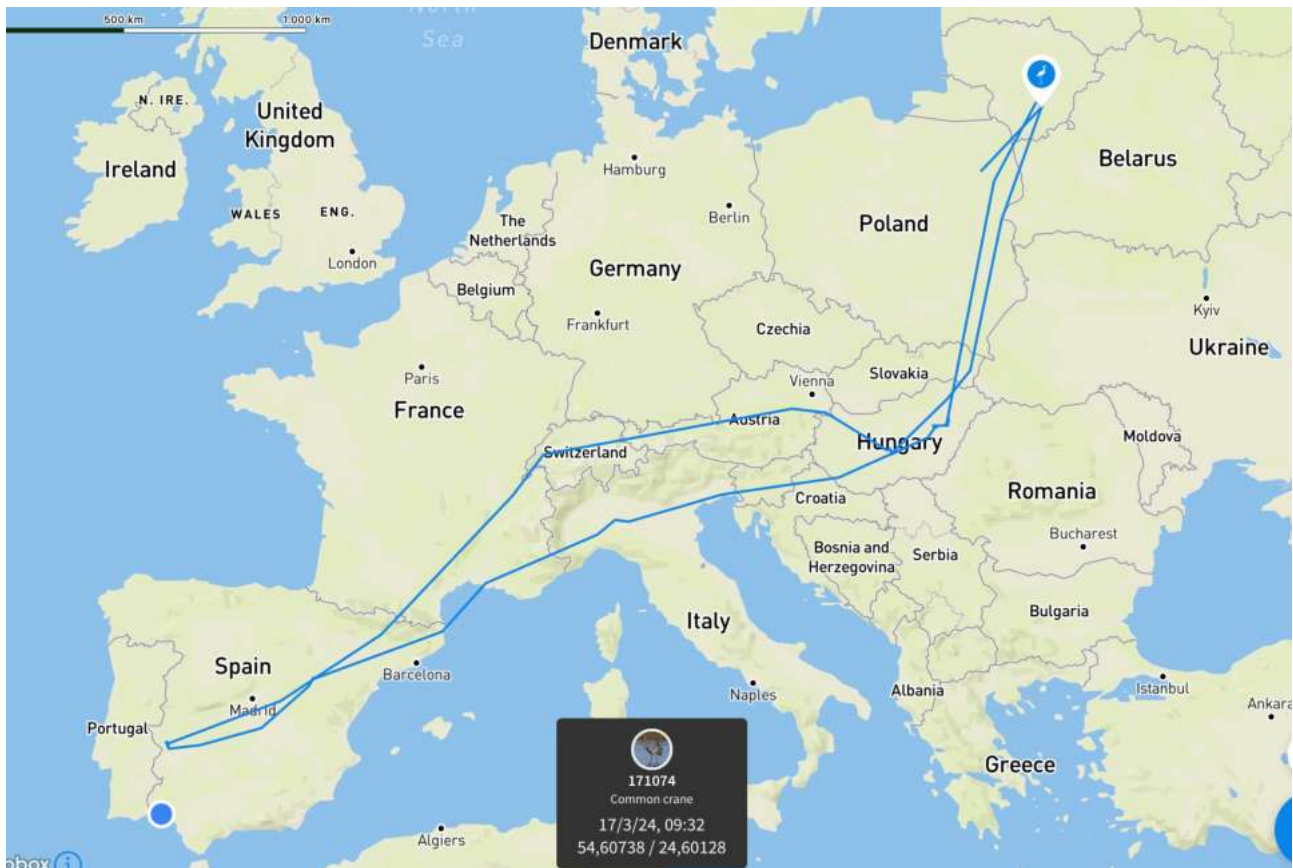 500 km
1.000 km
North
Sea
Denmark
N. IRE.
United
Kingdom
Ireland
Hamburg
Belarus
WALES
ENG.
The
Netherlands
Berlin
Poland
London
Germany
Belgium
Frankfurt
Kyiv
Czechia
Ukraine
Paris
Slovakia
Vienna
France
Austria
Hungary
Moldova
Switzerland
Romania
Croatia
Bosnia and
Herzegovina
Serbia
Bucharest
Bulgaria
Italy
Spain
Barcelona
Madrid
Naples
Albania
Istanbul
Ankara
Portugal
Greece
171074
Common crane
17/3/24, 09:32
54,60738 / 24,60128
Algiers
obox i